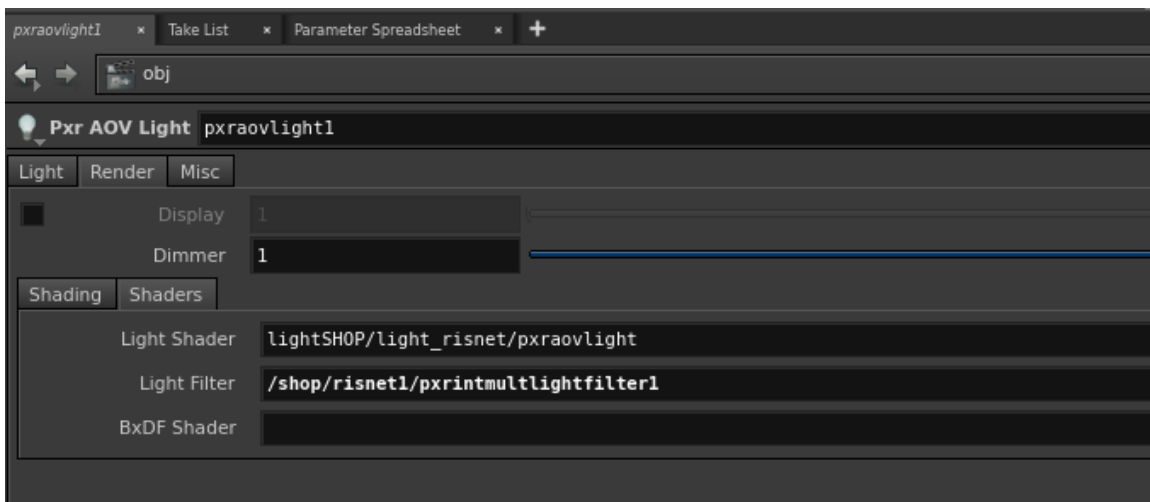 pxraovlight1 × Take List × Parameter Spreadsheet × +
obj
Pxr AOV Light pxraovlight1
Light Render Misc
Display 1
Dimmer 1
Shading Shaders
Light Shader lightSHOP/light_risnet/pxraovlight
Light Filter /shop/risnet1/pxrintmultlightfilter1
BxDF Shader